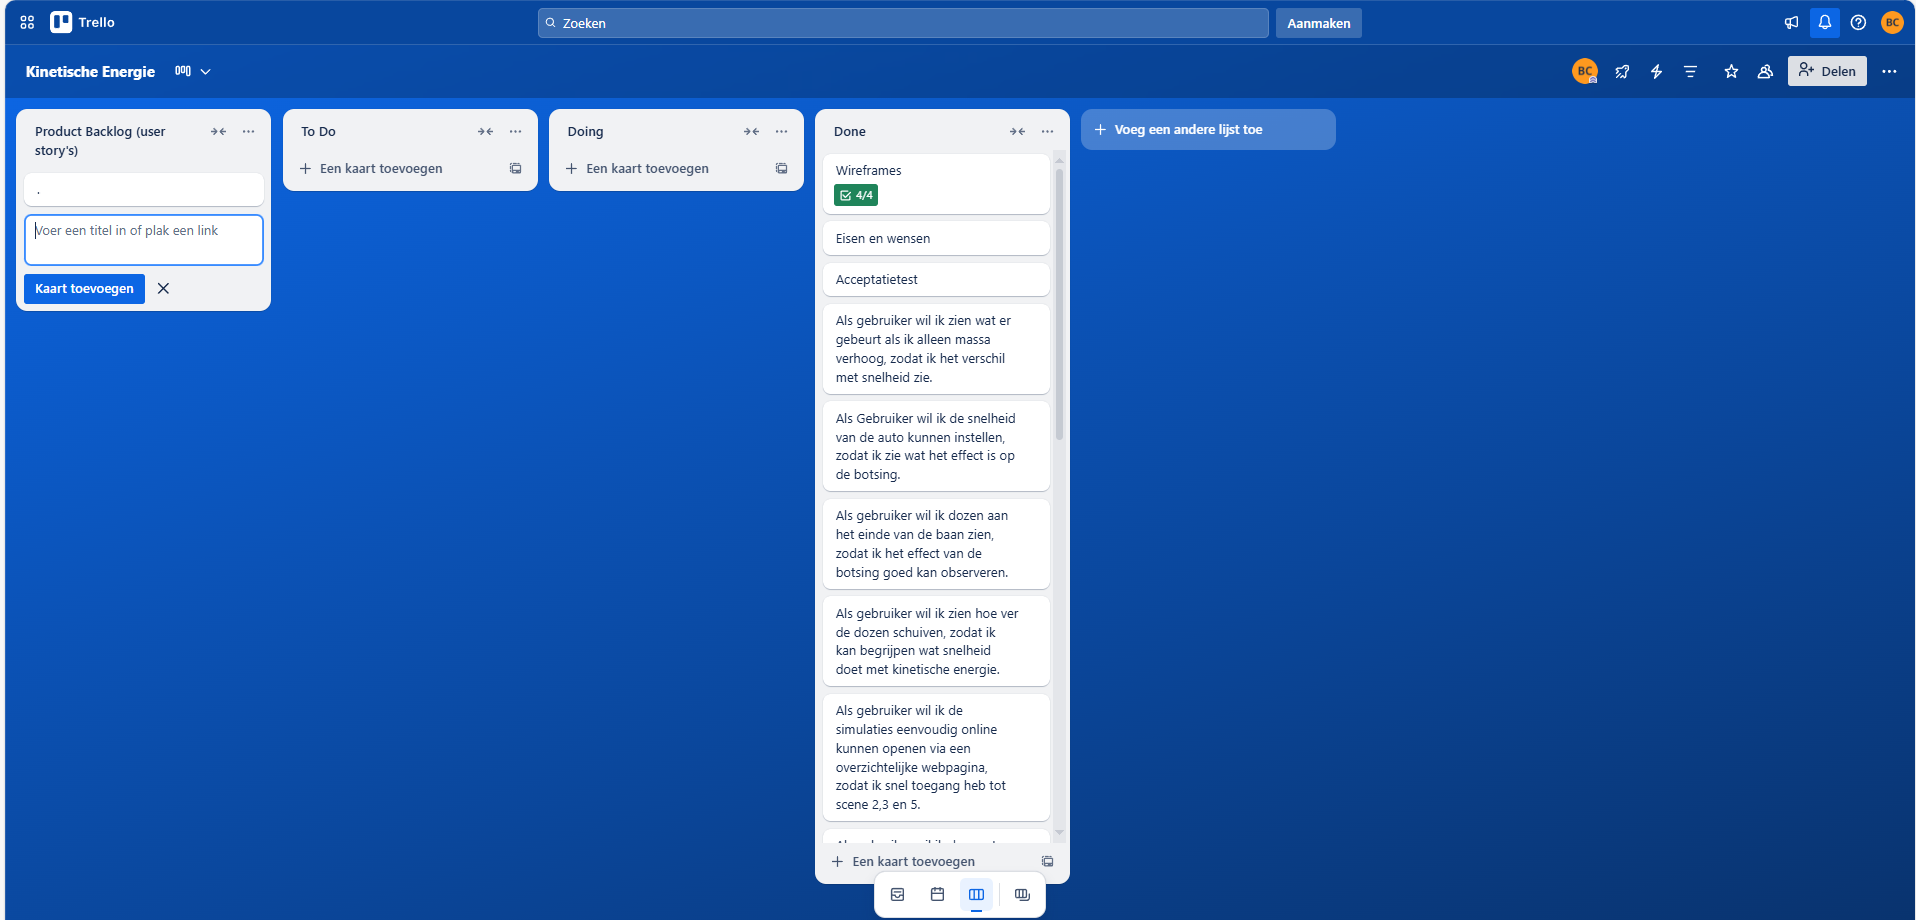 Trello
Zoeken
Aanmaken
BC
Kinetische Energie
BC
Delen
Product Backlog (user
story's)
.
Voer een titel in of plak een link
Kaart toevoegen
To Do
Een kaart toevoegen
Doing
Een kaart toevoegen
Done
Wireframes
4/4
Eisen en wensen
Acceptatietest
Als gebruiker wil ik zien wat er
gebeurt als ik alleen massa
verhoog, zodat ik het verschil
met snelheid zie.
Als Gebruiker wil ik de snelheid
van de auto kunnen instellen,
zodat ik zie wat het effect is op
de botsing.
Als gebruiker wil ik dozen aan
het einde van de baan zien,
zodat ik het effect van de
botsing goed kan observeren.
Als gebruiker wil ik zien hoe ver
de dozen schuiven, zodat ik
kan begrijpen wat snelheid
doet met kinetische energie.
Als gebruiker wil ik de
simulaties eenvoudig online
kunnen openen via een
overzichtelijke webpagina,
zodat ik snel toegang heb tot
scene 2,3 en 5.
Een kaart toevoegen
Voeg een andere lijst toe